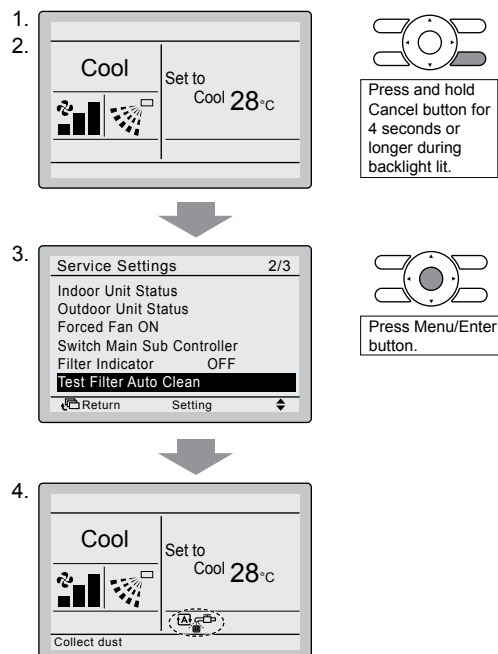 1.
2.
Cool
Set to
Cool 28°C
Press and hold
Cancel button for
4 seconds or
longer during
backlight lit.
3.
Service Settings 2/3
Indoor Unit Status
Outdoor Unit Status
Forced Fan ON
Switch Main Sub Controller
Filter Indicator OFF
Test Filter Auto Clean
Return Setting
Press Menu/Enter
button.
4.
Cool
Set to
Cool 28°C
A
Collect dust